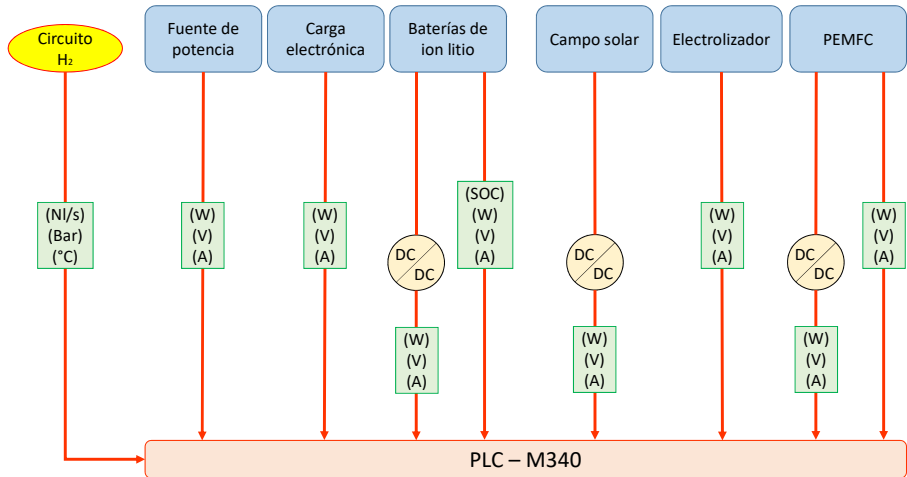 Circuito
H₂
Fuente de
potencia
Carga
electrónica
Baterías de
ion litio
Campo solar
Electrolizador
PEMFC
(Nl/s)
(Bar)
(°C)
(W)
(V)
(A)
(W)
(V)
(A)
DC
DC
(W)
(V)
(A)
(SOC)
(W)
(V)
(A)
DC
DC
(W)
(V)
(A)
(W)
(V)
(A)
DC
DC
(W)
(V)
(A)
(W)
(V)
(A)
PLC – M340